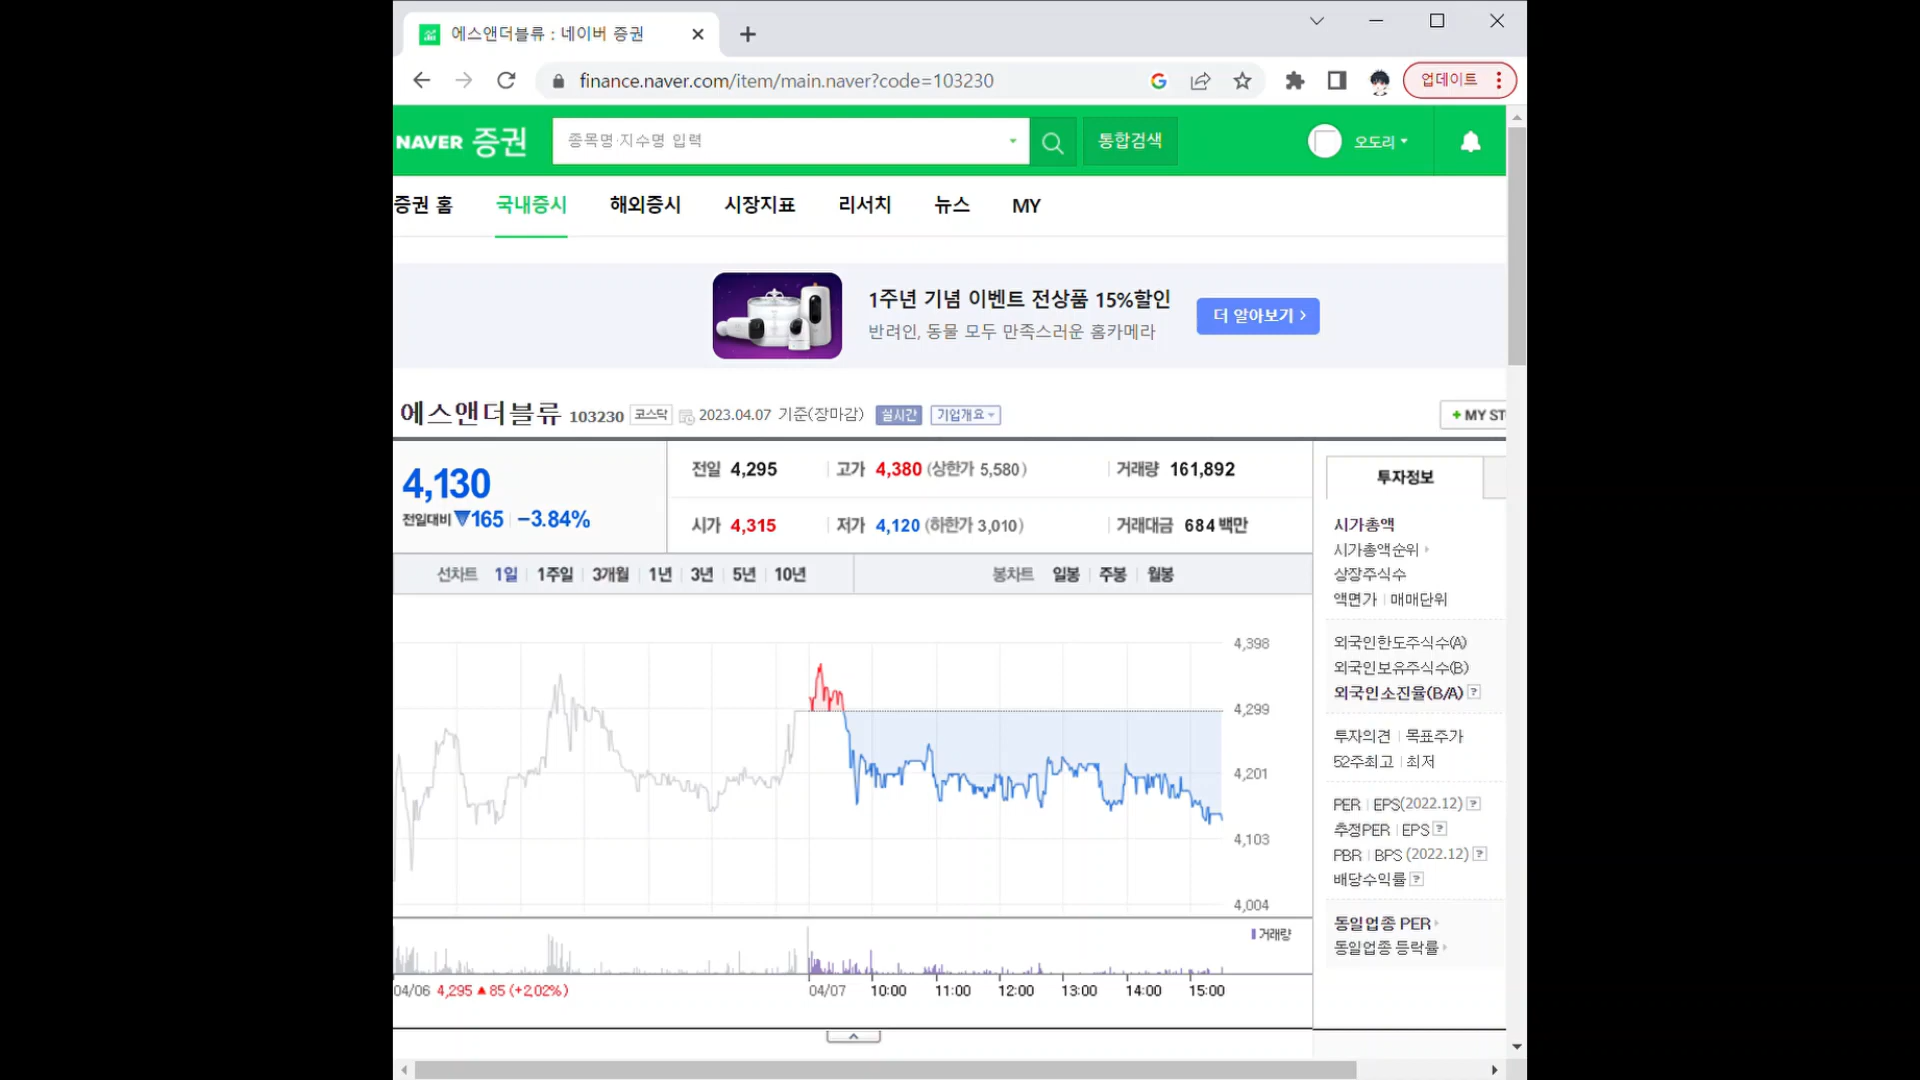 에스앤더블류 : 네이버 증권
finance.naver.com/item/main.naver?code=103230
업데이트
NAVER 증권
종목명·지수명 입력
통합검색
오도리
증권 홈 국내증시 해외증시 시장지표 리서치 뉴스 MY
1주년 기념 이벤트 전상품 15%할인
반려인, 동물 모두 만족스러운 홈카메라
더 알아보기 >
에스앤더블류 103230 코스닥 2023.04.07 기준(장마감) 실시간 기업개요
+ MY ST
4,130
전일대비 ▼165 -3.84%
전일 4,295 고가 4,380 (상한가 5,580) 거래량 161,892
시가 4,315 저가 4,120 (하한가 3,010) 거래대금 684 백만
선차트 1일 1주일 3개월 1년 3년 5년 10년 봉차트 일봉 주봉 월봉
4,398
4,299
4,201
4,103
4,004
거래량
04/06 4,295 ▲ 85 (+2.02%) 04/07 10:00 11:00 12:00 13:00 14:00 15:00
투자정보
시가총액
시가총액순위
상장주식수
액면가 | 매매단위
외국인한도주식수(A)
외국인보유주식수(B)
외국인소진율(B/A) ?
투자의견 | 목표주가
52주최고 | 최저
PER | EPS(2022.12) ?
추정PER | EPS ?
PBR | BPS (2022.12) ?
배당수익률 ?
동일업종 PER
동일업종 등락률